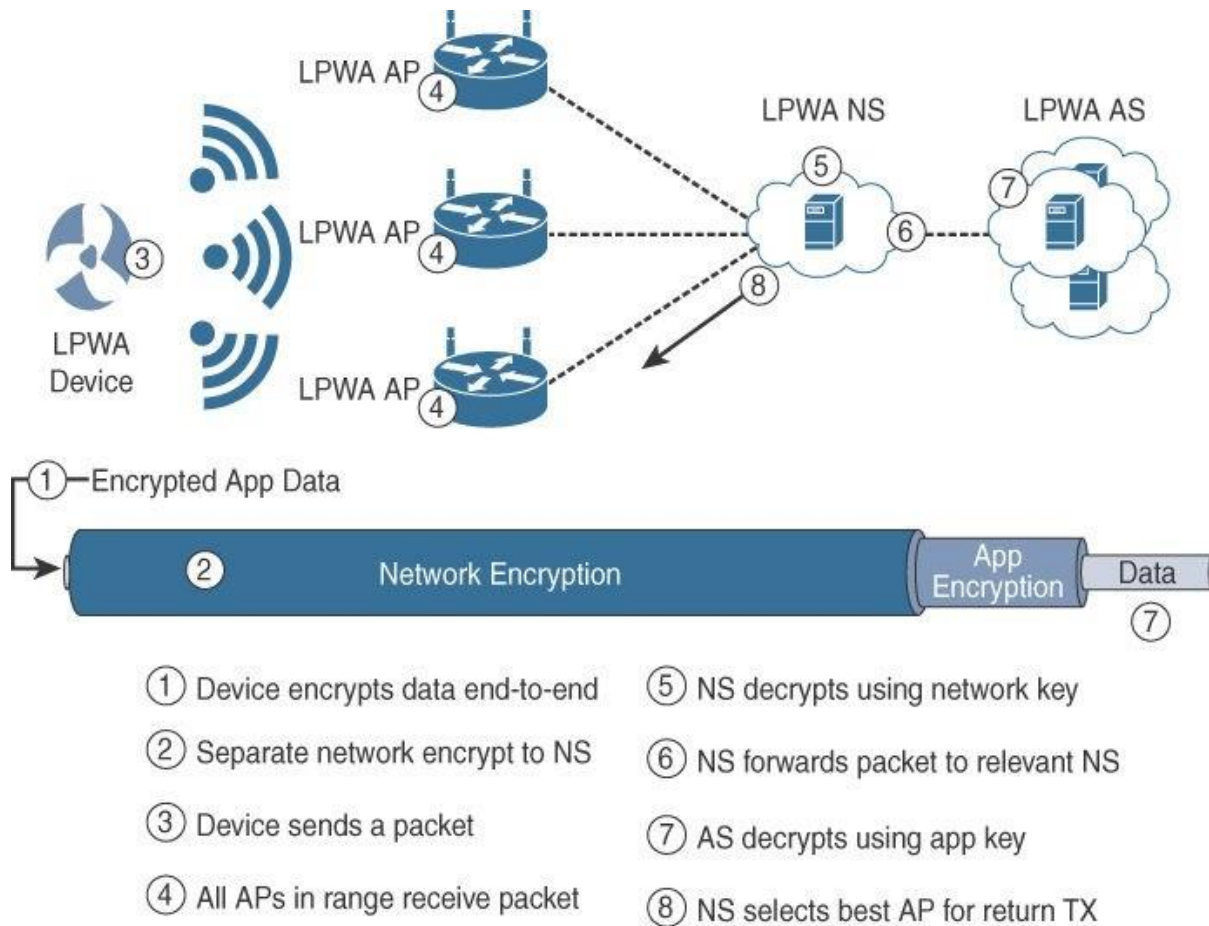 LPWA AP
4
LPWA NS
LPWA AS
5
7
LPWA AP
4
3
6
8
LPWA
Device
LPWA AP
4
1 Encrypted App Data
2
Network Encryption
App
Encryption
Data
7
1 Device encrypts data end-to-end
2 Separate network encrypt to NS
3 Device sends a packet
4 All APs in range receive packet
5 NS decrypts using network key
6 NS forwards packet to relevant NS
7 AS decrypts using app key
8 NS selects best AP for return TX